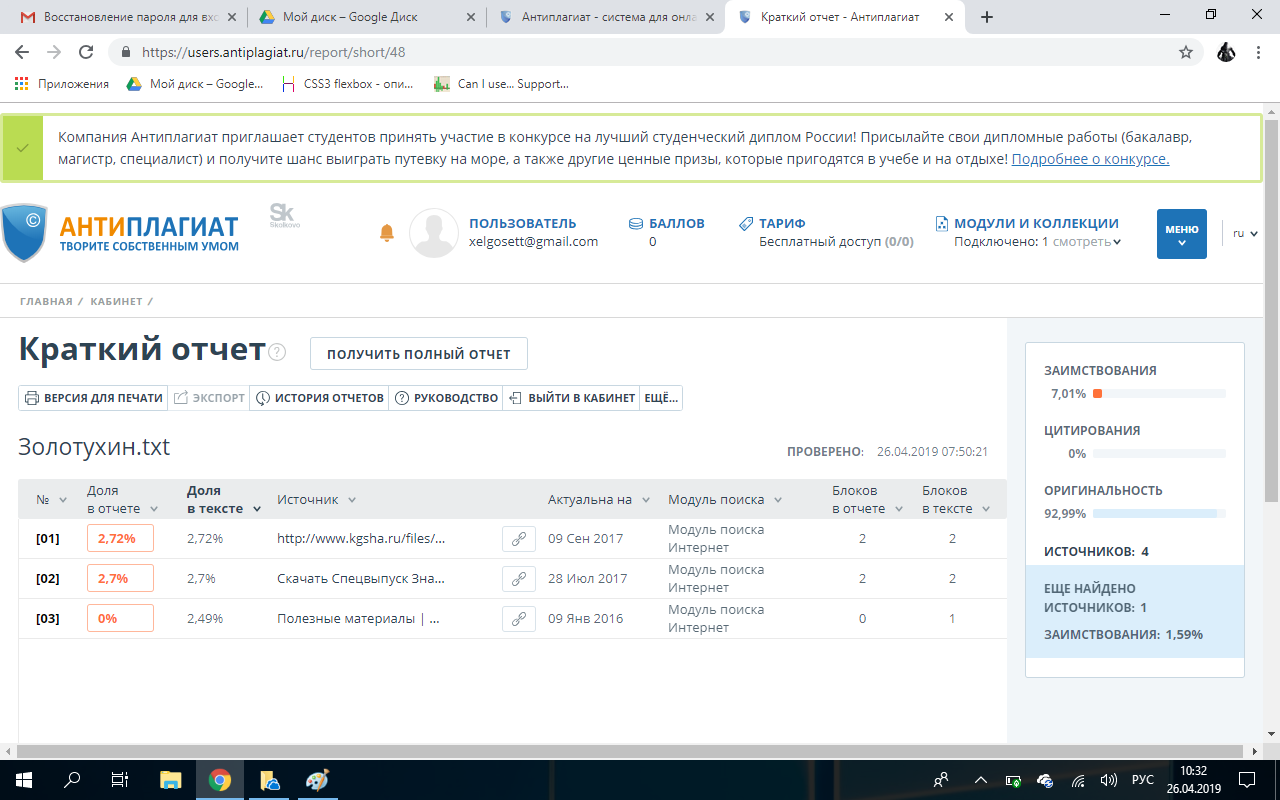 Восстановление пароля для вхо
Мой диск – Google Диск
Антиплагиат - система для онла
Краткий отчет - Антиплагиат
https://users.antiplagiat.ru/report/short/48
Приложения
Мой диск – Google...
CSS3 flexbox - опи...
Can I use... Support...
Компания Антиплагиат приглашает студентов принять участие в конкурсе на лучший студенческий диплом России! Присылайте свои дипломные работы (бакалавр,
магистр, специалист) и получите шанс выиграть путевку на море, а также другие ценные призы, которые пригодятся в учебе и на отдыхе! Подробнее о конкурсе.
©
АНТИПЛАГИАТ
ТВОРИТЕ СОБСТВЕННЫМ УМОМ
Sk
Skolkovo
ПОЛЬЗОВАТЕЛЬ
xelgosett@gmail.com
БАЛЛОВ
0
ТАРИФ
Бесплатный доступ (0/0)
МОДУЛИ И КОЛЛЕКЦИИ
Подключено: 1 смотреть
МЕНЮ
ru
ГЛАВНАЯ / КАБИНЕТ /
Краткий отчет ?
ПОЛУЧИТЬ ПОЛНЫЙ ОТЧЕТ
ВЕРСИЯ ДЛЯ ПЕЧАТИ ЭКСПОРТ ИСТОРИЯ ОТЧЕТОВ РУКОВОДСТВО ВЫЙТИ В КАБИНЕТ ЕЩЁ...
Золотухин.txt
ПРОВЕРЕНО: 26.04.2019 07:50:21
№ Доля в отчете Доля в тексте Источник Актуальна на Модуль поиска Блоков в отчете Блоков в тексте
[01] 2,72% 2,72% http://www.kgsha.ru/files/... 09 Сен 2017 Модуль поиска Интернет 2 2
[02] 2,7% 2,7% Скачать Спецвыпуск Зна... 28 Июл 2017 Модуль поиска Интернет 2 2
[03] 0% 2,49% Полезные материалы | ... 09 Янв 2016 Модуль поиска Интернет 0 1
ЗАИМСТВОВАНИЯ
7,01%
ЦИТИРОВАНИЯ
0%
ОРИГИНАЛЬНОСТЬ
92,99%
ИСТОЧНИКОВ: 4
ЕЩЕ НАЙДЕНО
ИСТОЧНИКОВ: 1
ЗАИМСТВОВАНИЯ: 1,59%
РУС
10:32
26.04.2019